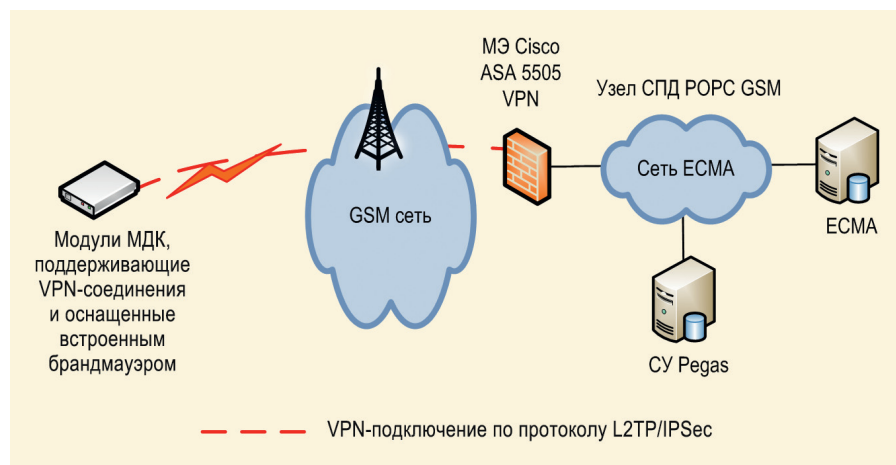 МЭ Cisco
ASA 5505
VPN
Узел СПД РОРС GSM
Сеть ЕСМА
GSM сеть
ЕСМА
Модули МДК,
поддерживающие
VPN-соединения
и оснащенные
встроенным
брандмауэром
СУ Pegas
VPN-подключение по протоколу L2TP/IPSec